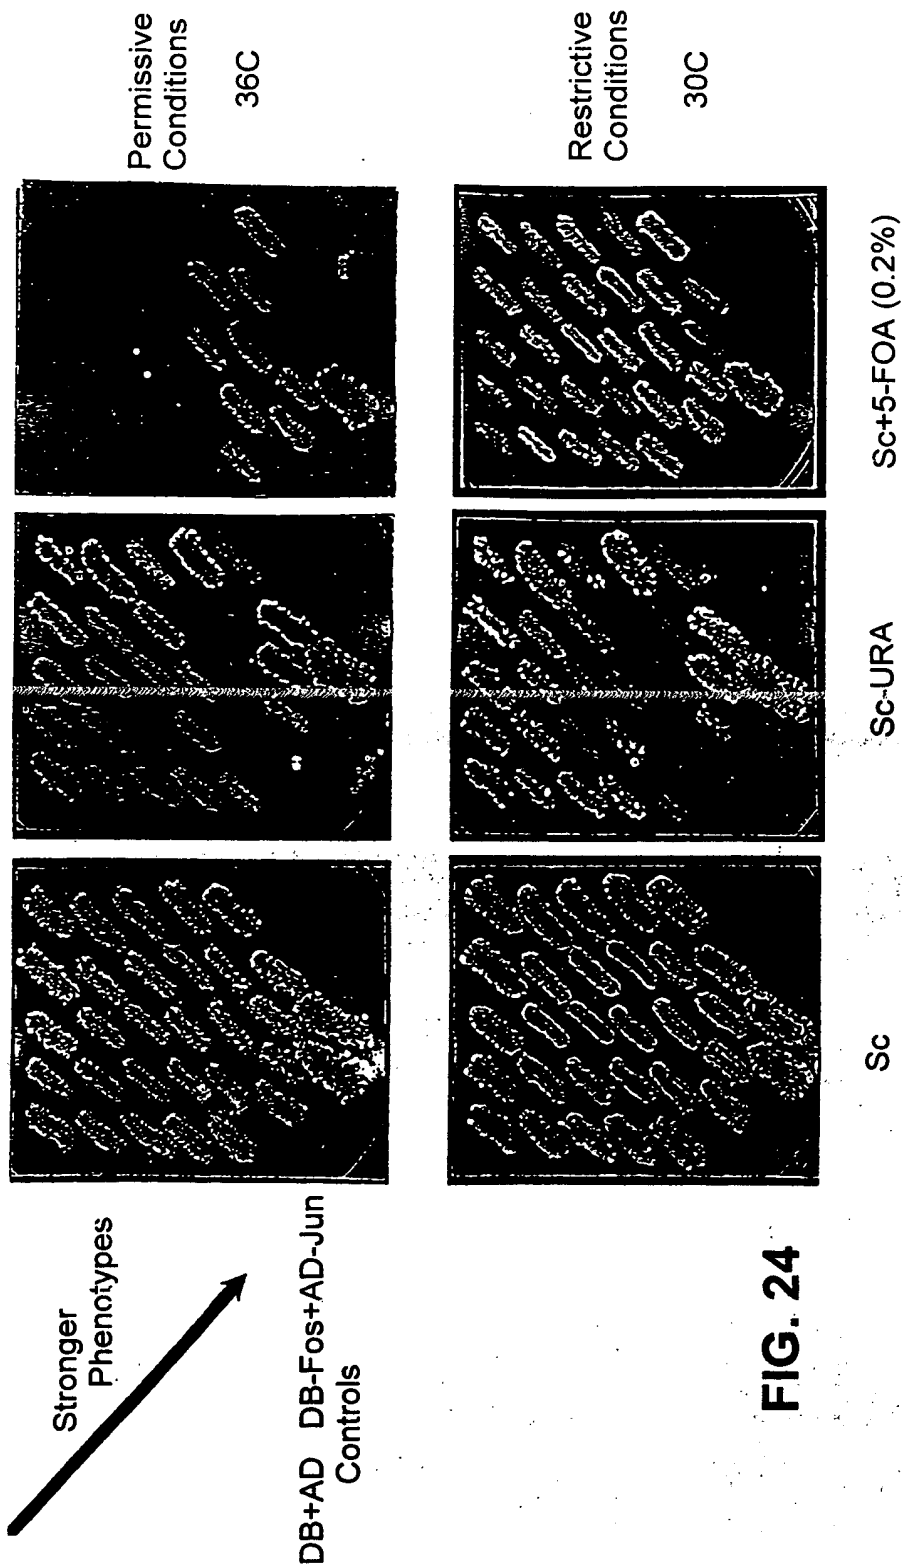 Stronger
Phenotypes
DB+AD DB-Fos+AD-Jun
Controls
Permissive
Conditions
36C
Restrictive
Conditions
30C
Sc
Sc-URA
Sc+5-FOA (0.2%)
FIG. 24